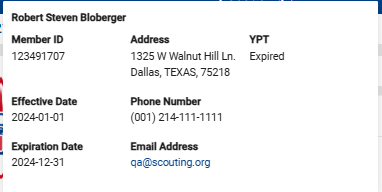 Robert Steven Bloberger
Member ID Address YPT
123491707 1325 W Walnut Hill Ln. Expired
Dallas, TEXAS, 75218
Effective Date Phone Number
2024-01-01 (001) 214-111-1111
Expiration Date Email Address
2024-12-31 qa@scouting.org